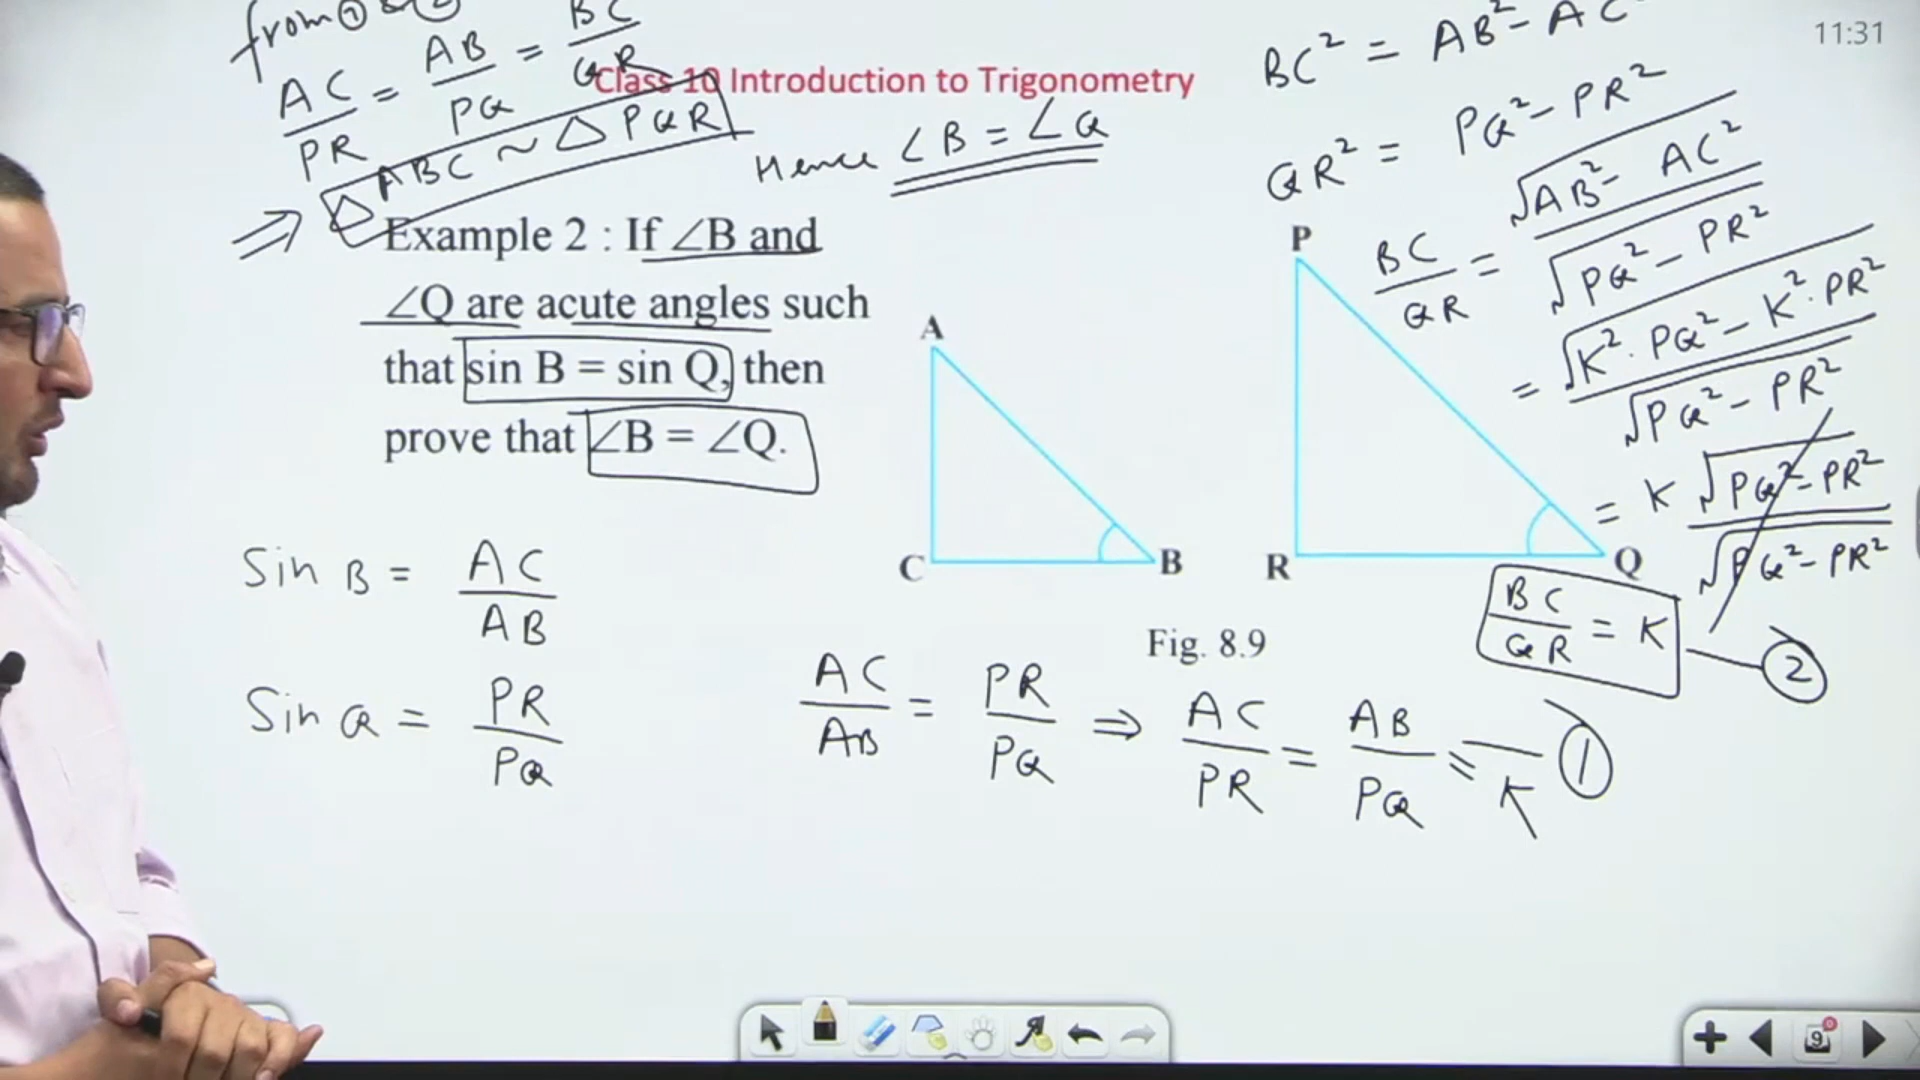 from ① & ②
AC/PR = AB/PQ = BC/QR
⇒ △ABC ~ △PQR
Class 10 Introduction to Trigonometry
Hence ∠B = ∠Q
11:31
BC² = AB² - AC²
QR² = PQ² - PR²
BC/QR = √AB² - AC²/√PQ² - PR²
= √K². PQ² - K². PR²/√PQ² - PR²
= K √PQ² - PR²/√PQ² - PR²
BC/QR = K — ②
Example 2 : If ∠B and
∠Q are acute angles such
that sin B = sin Q, then
prove that ∠B = ∠Q.
A
C
B
P
R
Q
Fig. 8.9
Sin B = AC/AB
Sin Q = PR/PQ
AC/AB = PR/PQ ⇒ AC/PR = AB/PQ = K — ①
9